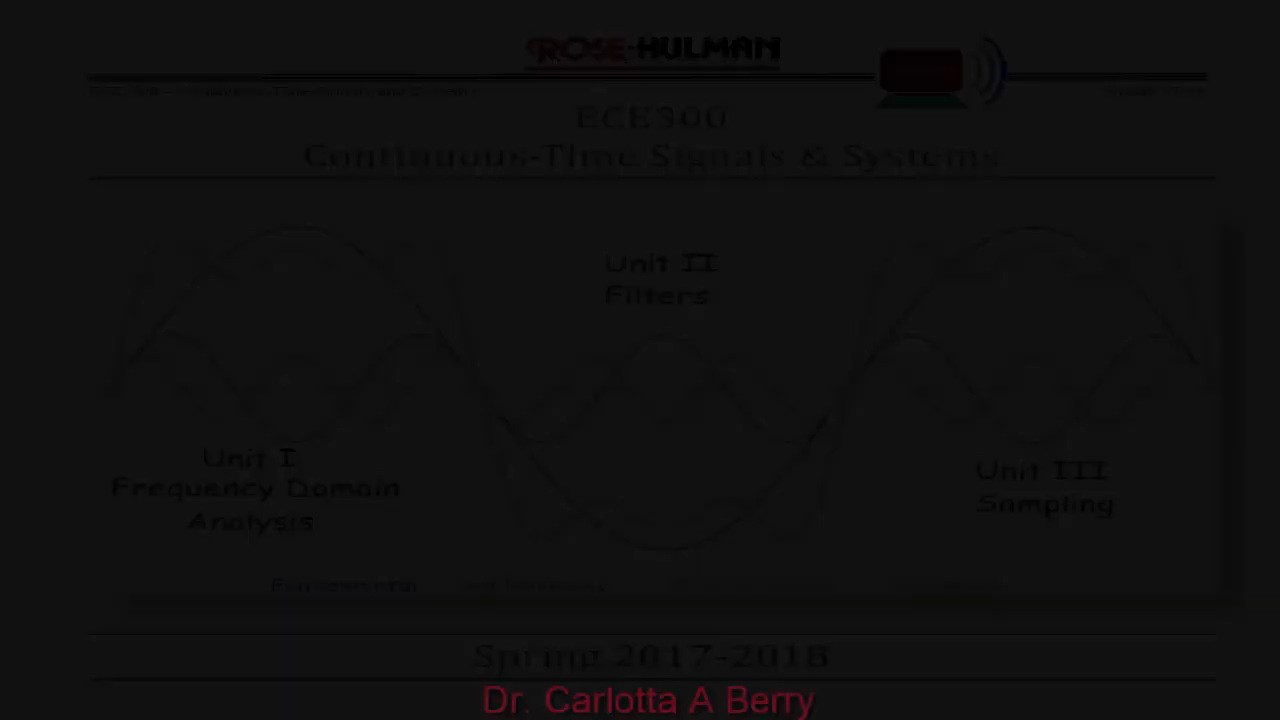 ROSE-HULMAN
ECE300
Continuous-Time Signals & Systems
Unit II
Filters
Unit I
Frequency Domain
Analysis
Unit III
Sampling
Fundamental
Spring 2017-2018
Dr. Carlotta A Berry